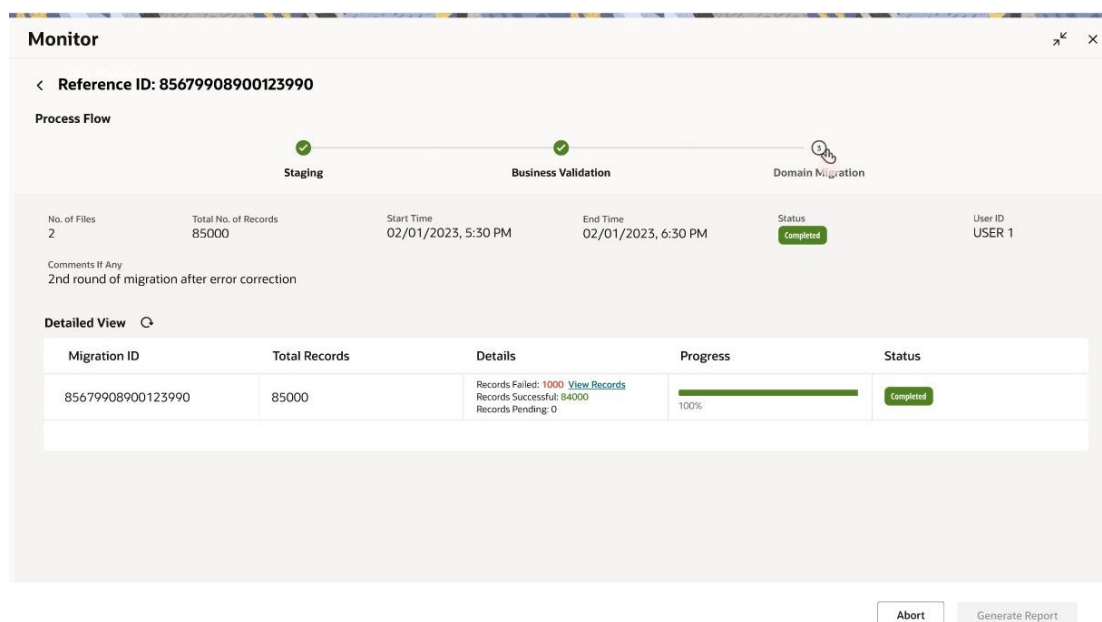 Monitor
Reference ID: 85679908900123990
Process Flow
3
Staging Business Validation Domain Migration
No. of Files Total No. of Records Start Time End Time Status User ID
2 85000 02/01/2023, 5:30 PM 02/01/2023, 6:30 PM Completed USER 1
Comments If Any
2nd round of migration after error correction
Detailed View
Migration ID Total Records Details Progress Status
85679908900123990 85000 Records Failed: 1000 View Records
Records Successful: 84000
Records Pending: 0
100%
Completed
Abort Generate Report